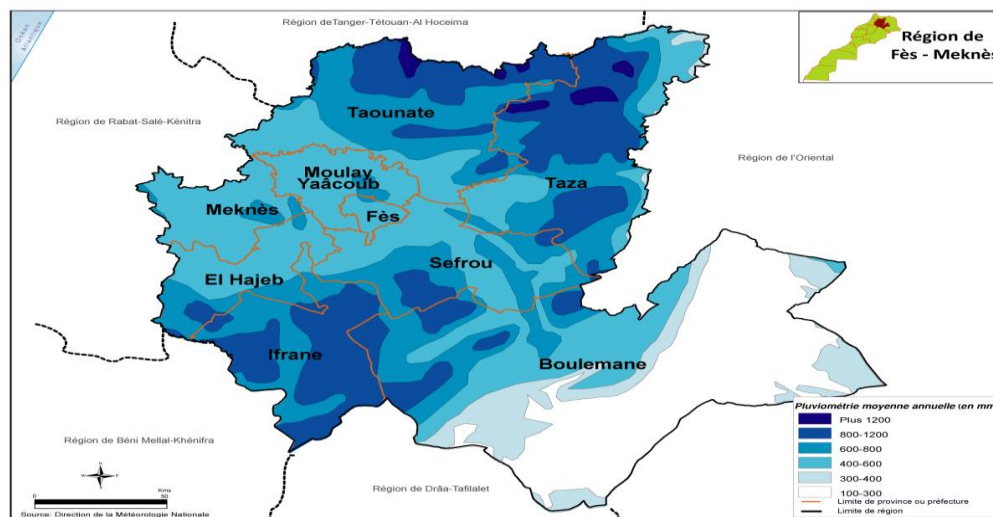 Océan
Atlantique
Région deTanger-Tétouan-Al Hoceima
Région de
Fès - Meknès
Région de Rabat-Salé-Kénitra
Taounate
Région de l'Oriental
Moulay
Yaâcoub
Taza
Meknès
Fès
Sefrou
El Hajeb
Ifrane
Boulemane
Région de Béni Mellal-Khénifra
Région de Drâa-Tafilalet
N
W
E
S
Kms
0
50
Source: Direction de la Météorologie Nationale
Pluviométrie moyenne annuelle (en mm
Plus 1200
800-1200
600-800
400-600
300-400
100-300
Limite de province ou préfecture
Limite de région